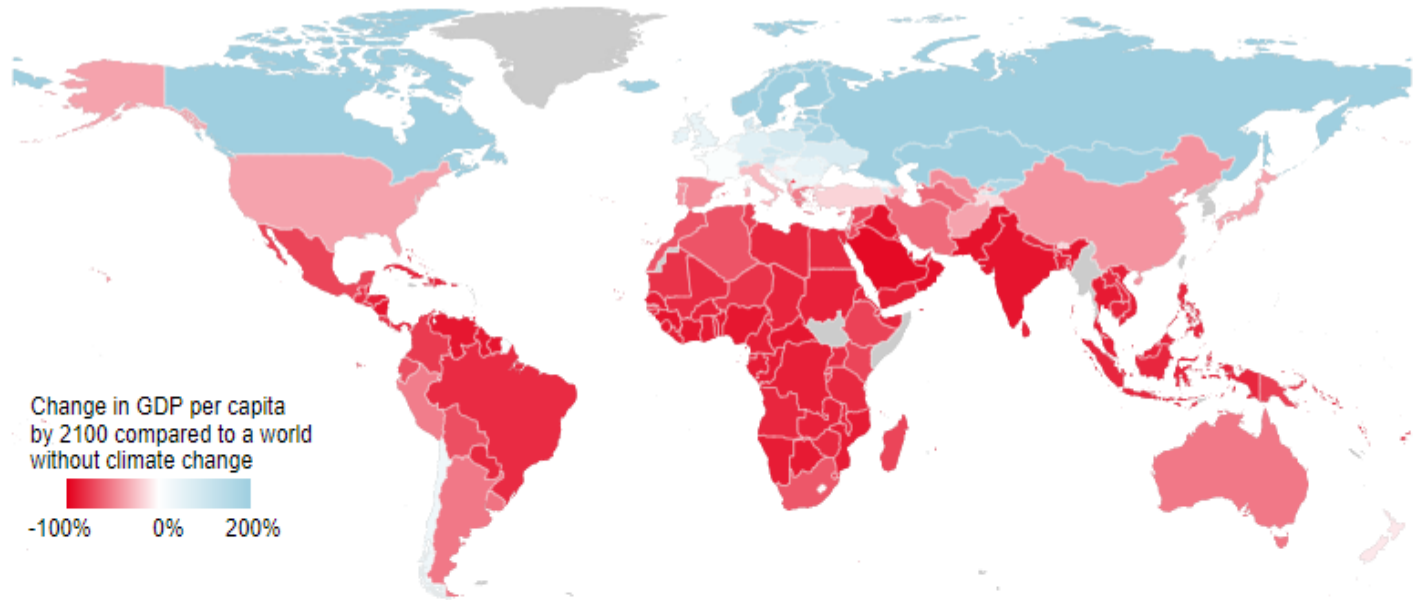 Change in GDP per capita
by 2100 compared to a world
without climate change
-100% 0% 200%